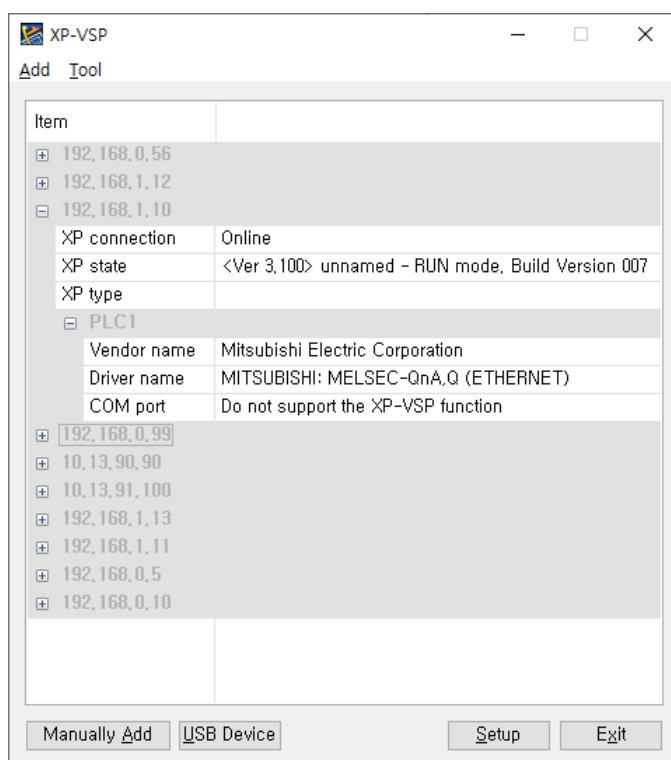 XP-VSP
Add Tool
Item
192.168.0.56
192.168.1.12
192.168.1.10
XP connection Online
XP state <Ver 3.100> unnamed - RUN mode, Build Version 007
XP type
PLC1
Vendor name Mitsubishi Electric Corporation
Driver name MITSUBISHI: MELSEC-QnA,Q (ETHERNET)
COM port Do not support the XP-VSP function
192.168.0.99
10.13.90.90
10.13.91.100
192.168.1.13
192.168.1.11
192.168.0.5
192.168.0.10
Manually Add USB Device Setup Exit